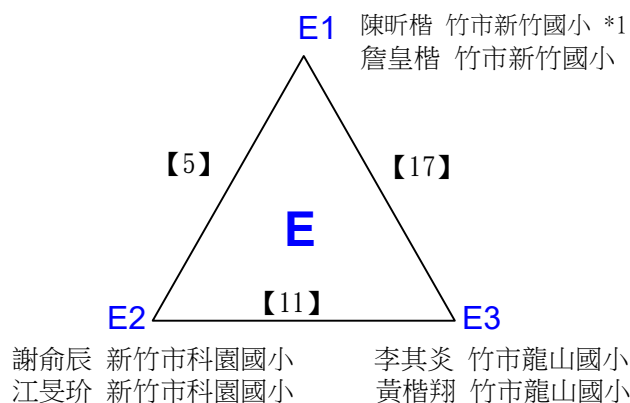 E1 陳昕楷 竹市新竹國小 *1
詹皇楷 竹市新竹國小
【5】 【17】
E
【11】
E2 E3
謝俞辰 新竹市科園國小 李其炎 竹市龍山國小
江旻玠 新竹市科園國小 黃楷翔 竹市龍山國小